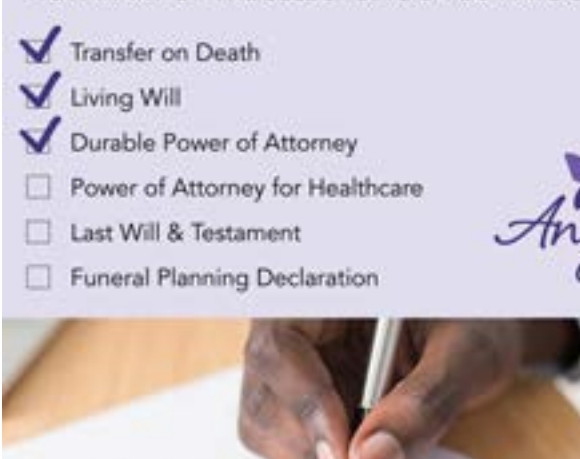 Transfer on Death
Living Will
Durable Power of Attorney
Power of Attorney for Healthcare
Last Will & Testament
Funeral Planning Declaration
An